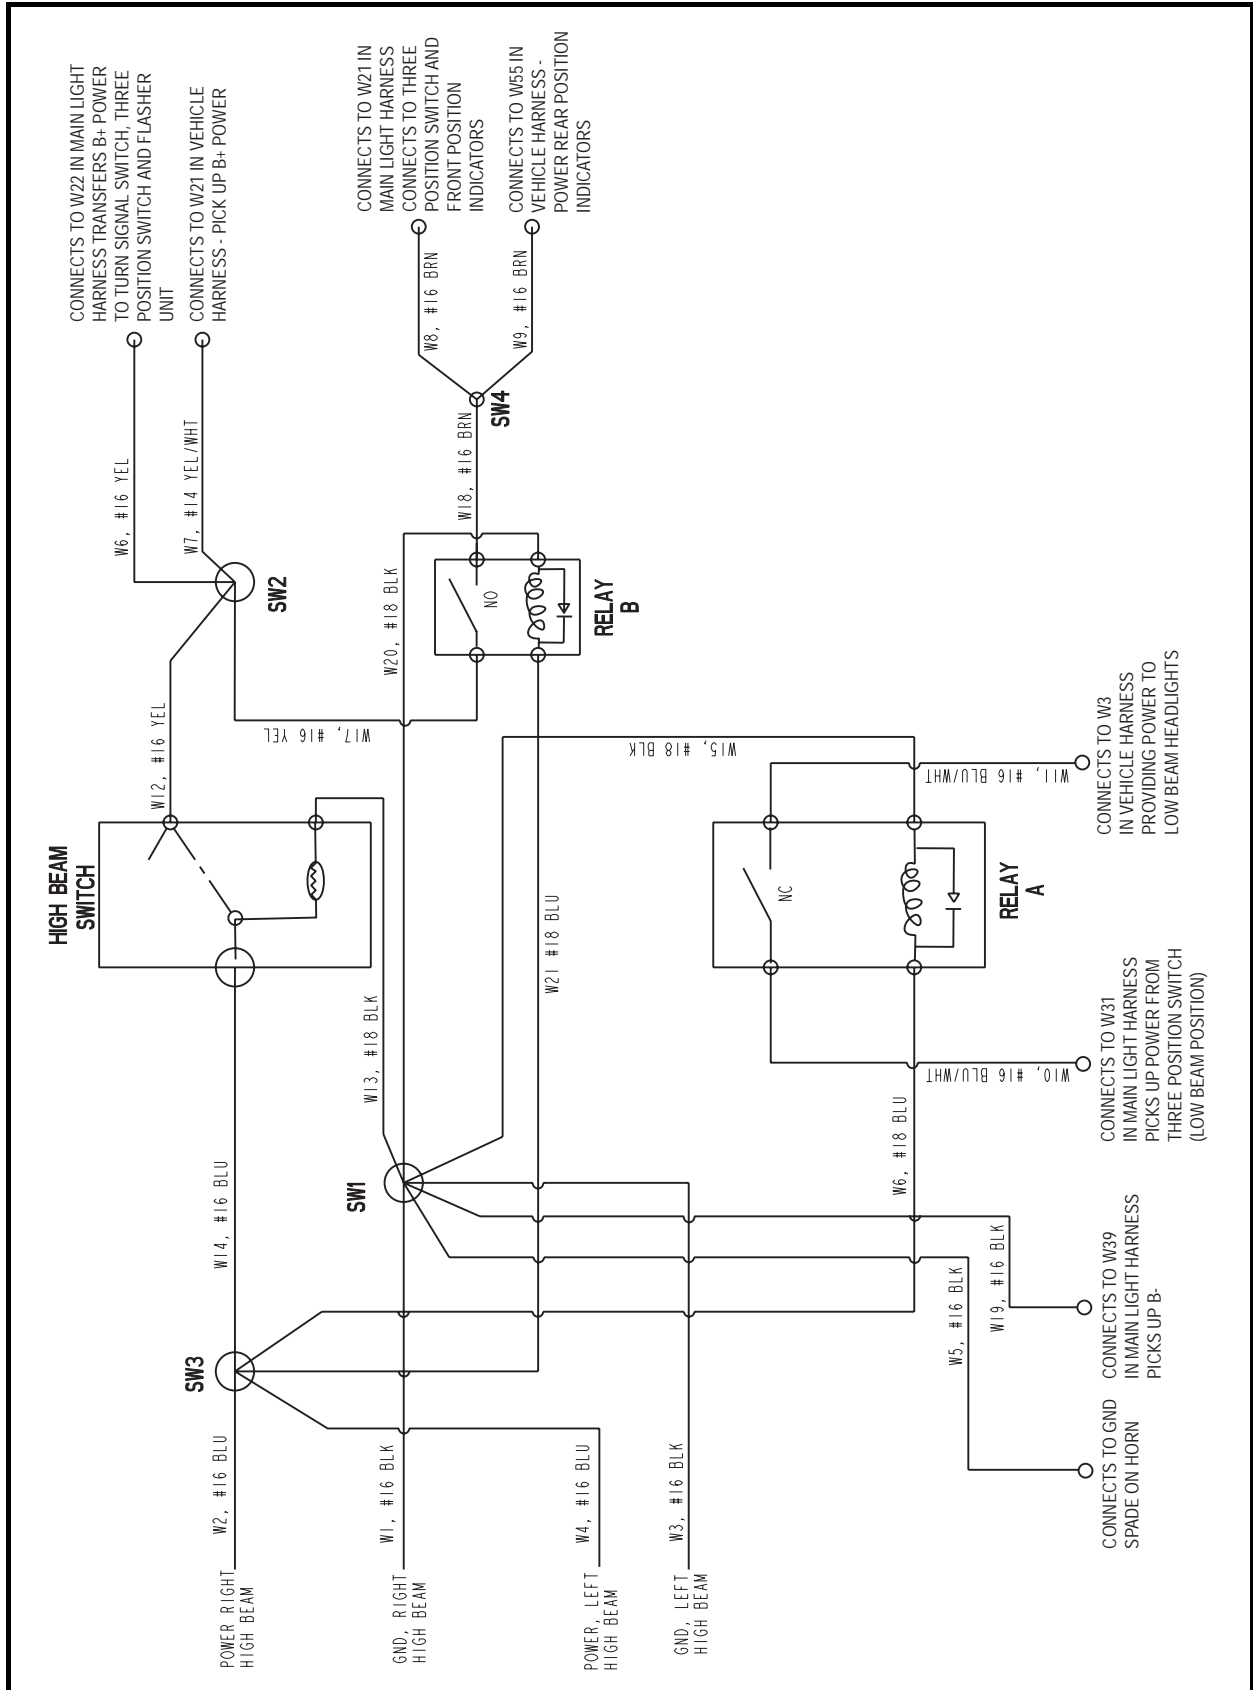 CONNECTS TO W22 IN MAIN LIGHT
HARNESS TRANSFERS B+ POWER
TO TURN SIGNAL SWITCH, THREE
POSITION SWITCH AND FLASHER
UNIT
CONNECTS TO W21 IN VEHICLE
HARNESS - PICK UP B+ POWER
CONNECTS TO W21 IN
MAIN LIGHT HARNESS
CONNECTS TO THREE
POSITION SWITCH AND
FRONT POSITION
INDICATORS
CONNECTS TO W55 IN
VEHICLE HARNESS -
POWER REAR POSITION
INDICATORS
W6, #16 YEL
W7, #14 YEL/WHT
W8, #16 BRN
W9, #16 BRN
SW2
SW4
W18, #16 BRN
W12, #16 YEL
W17, #16 YEL
W20, #18 BLK
NO
RELAY
B
HIGH BEAM
SWITCH
W13, #18 BLK
W21 #18 BLU
W15, #18 BLK
W11, #16 BLU/WHT
CONNECTS TO W3
IN VEHICLE HARNESS
PROVIDING POWER TO
LOW BEAM HEADLIGHTS
NC
RELAY
A
W10, #16 BLU/WHT
CONNECTS TO W31
IN MAIN LIGHT HARNESS
PICKS UP POWER FROM
THREE POSITION SWITCH
(LOW BEAM POSITION)
W14, #16 BLU
SW1
W6, #18 BLU
SW3
W5, #16 BLK
W19, #16 BLK
CONNECTS TO W39
IN MAIN LIGHT HARNESS
PICKS UP B-
CONNECTS TO GND
SPADE ON HORN
W2, #16 BLU
W1, #16 BLK
W4, #16 BLU
W3, #16 BLK
POWER RIGHT
HIGH BEAM
GND, RIGHT
HIGH BEAM
POWER, LEFT
HIGH BEAM
GND, LEFT
HIGH BEAM